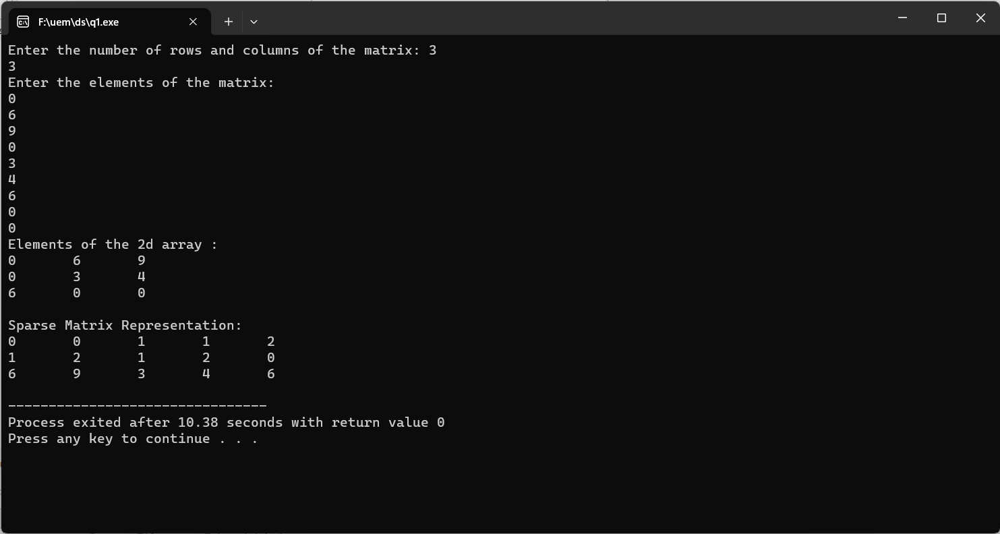 F:\uem\ds\q1.exe
Enter the number of rows and columns of the matrix: 3
3
Enter the elements of the matrix:
0
6
9
0
3
4
6
0
0
Elements of the 2d array :
0 6 9
0 3 4
6 0 0
Sparse Matrix Representation:
0 0 1 1 2
1 2 1 2 0
6 9 3 4 6
--------------------------------
Process exited after 10.38 seconds with return value 0
Press any key to continue . . .